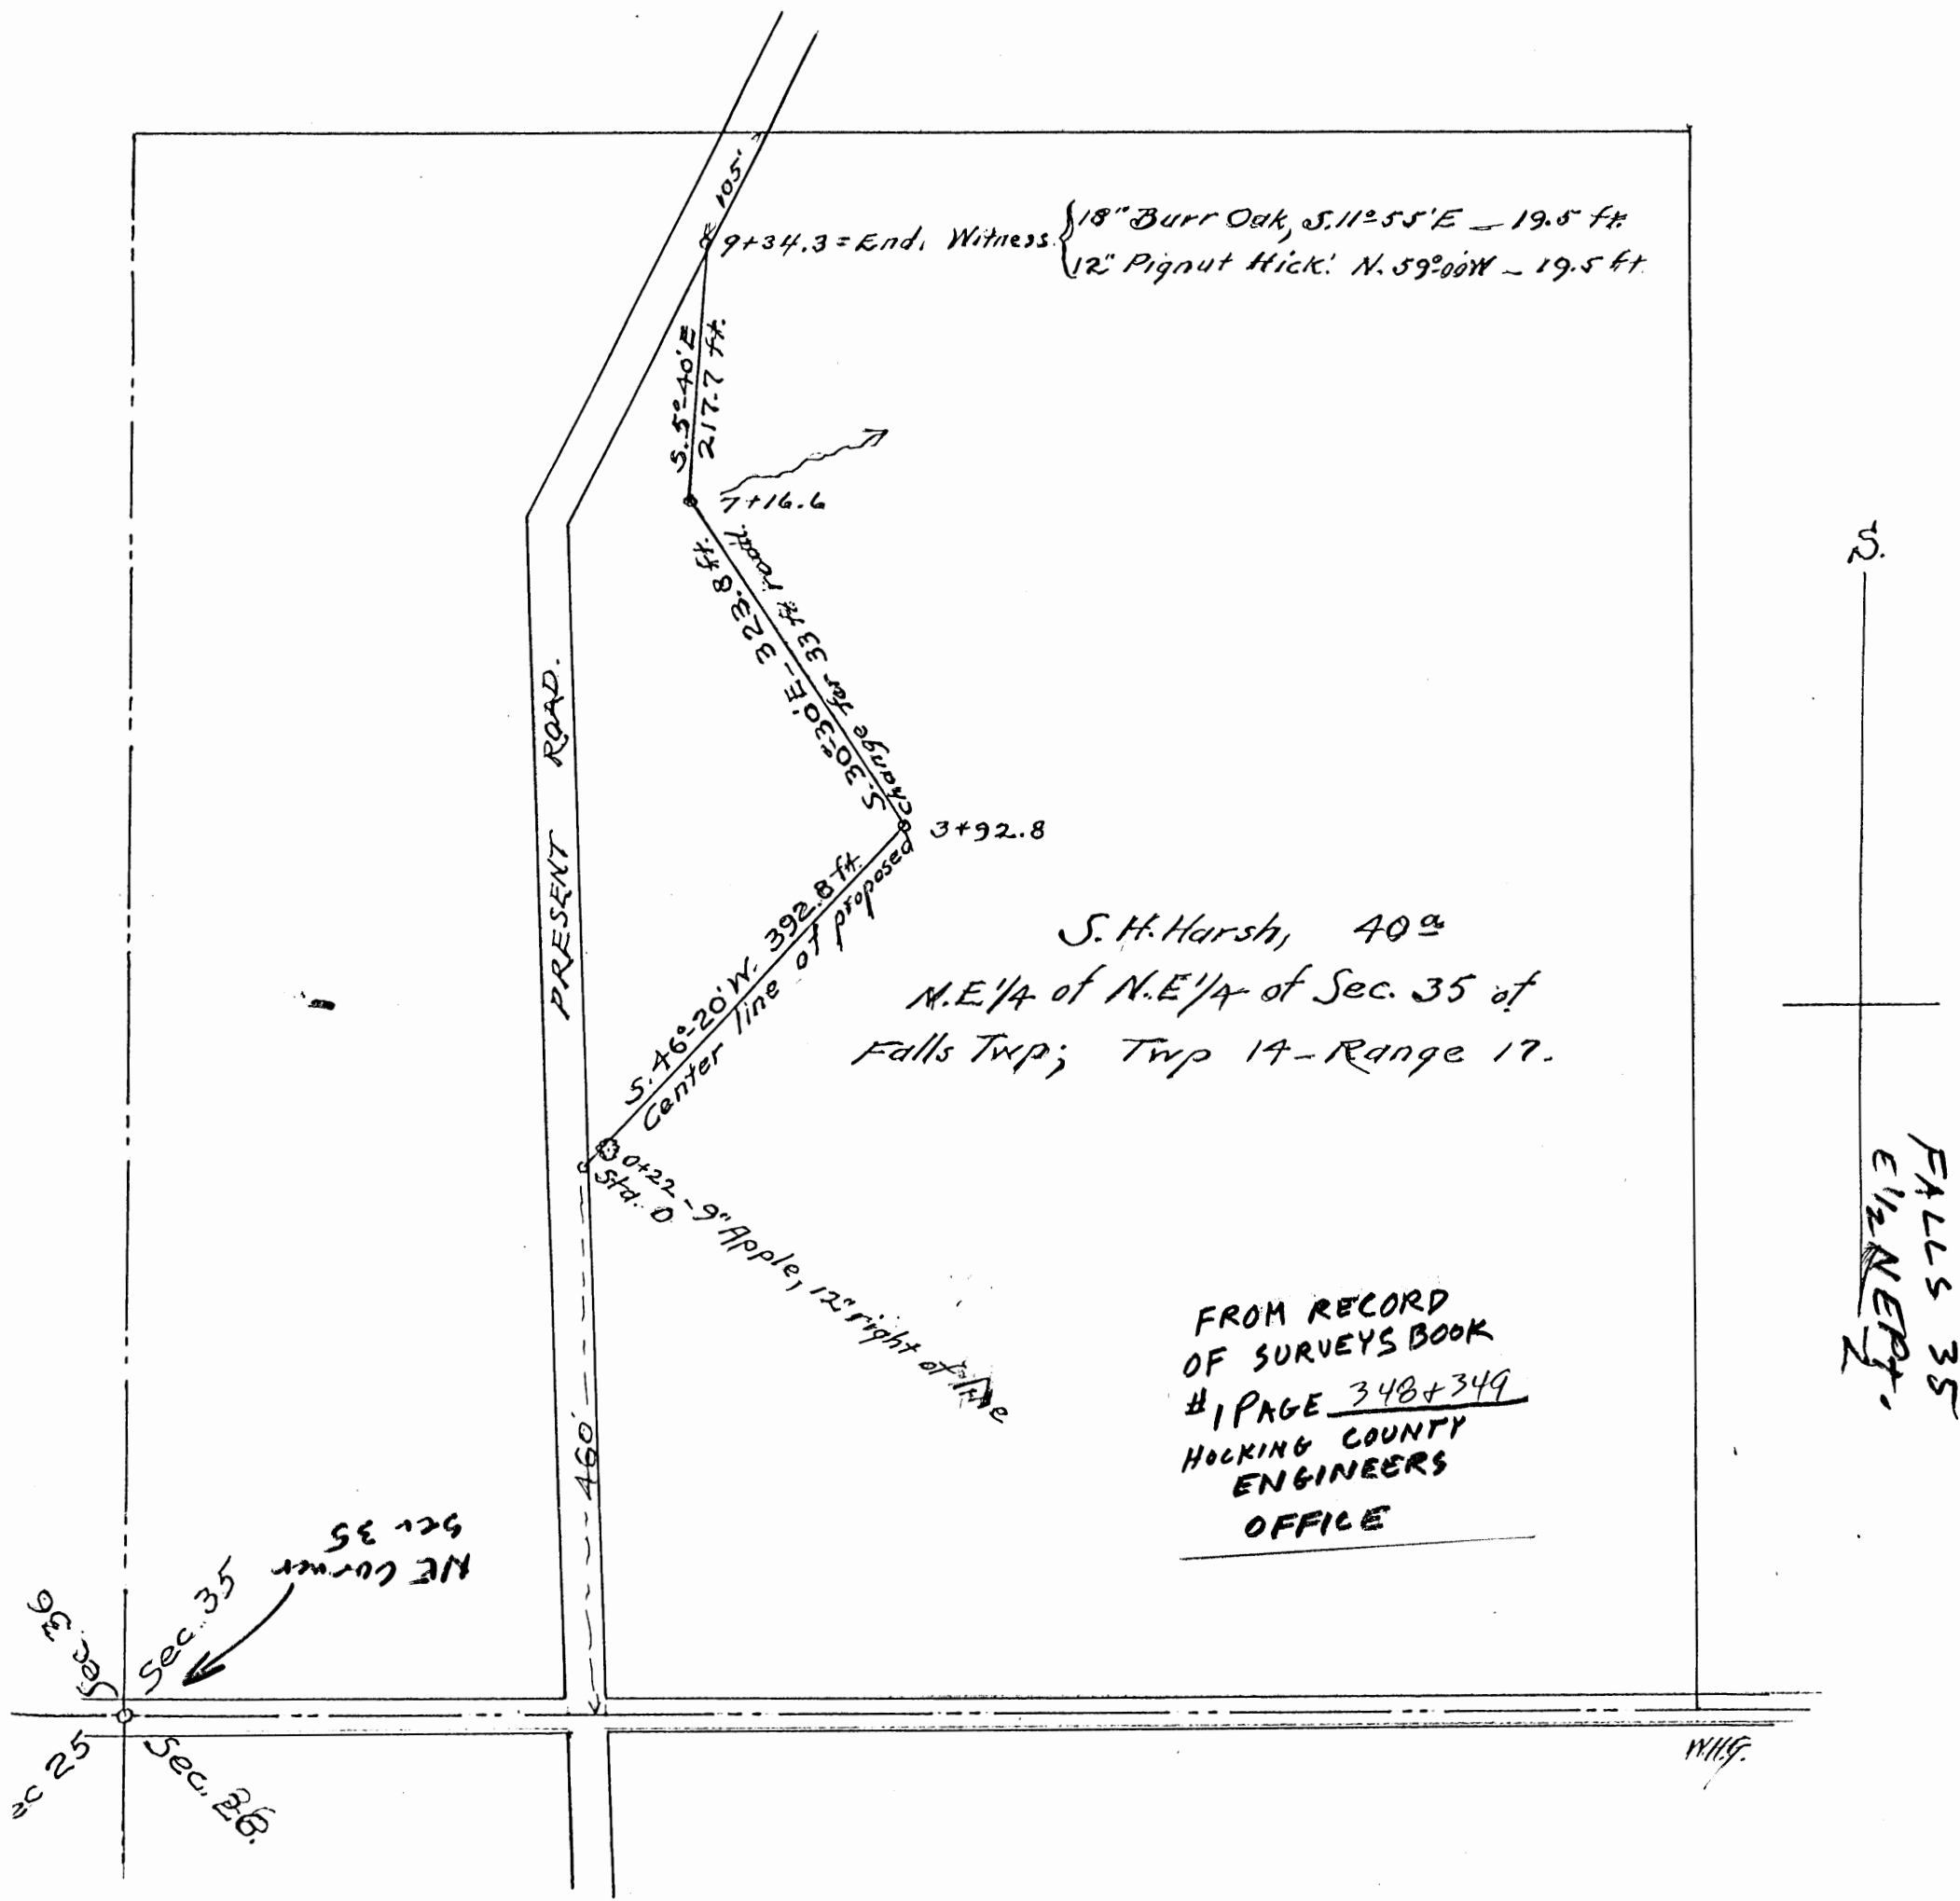 105'
9+34.3 = End. Witness { 18" Burr Oak, S.11°-55'E — 19.5 ft.
12" Pignut Hick. N. 59°-00'W — 19.5 ft.
S.5°-40'E
217.7 ft.
7+16.6
S. 30°-30'E - 323.8 ft.
change for 33 ft road.
3+92.8
S. 46°-20'W. 392.8 ft.
Center line of proposed
PRESENT ROAD.
0+22 - 9" Apple, 12" right of line
Sta. 0
460'
S. H. Harsh, 40 a
N.E 1/4 of N.E 1/4 of Sec. 35 of
Falls Twp; Twp 14 - Range 17.
FROM RECORD
OF SURVEYS BOOK
#1 PAGE 348+349
HOCKING COUNTY
ENGINEERS
OFFICE
NE CORNER
SEC 35
Sec. 36
Sec. 35
25
Sec. 26.
W.H.G.
S.
N
FALLS 35
E 1/2 NE PT.